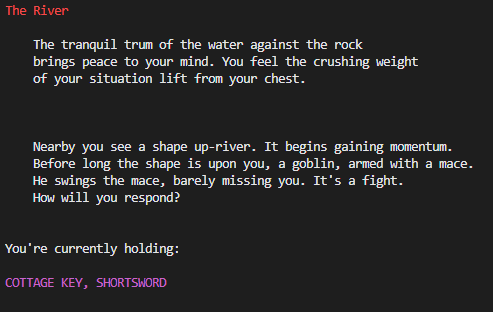 The River
The tranquil trum of the water against the rock
brings peace to your mind. You feel the crushing weight
of your situation lift from your chest.
Nearby you see a shape up-river. It begins gaining momentum.
Before long the shape is upon you, a goblin, armed with a mace.
He swings the mace, barely missing you. It's a fight.
How will you respond?
You're currently holding:
COTTAGE KEY, SHORTSWORD